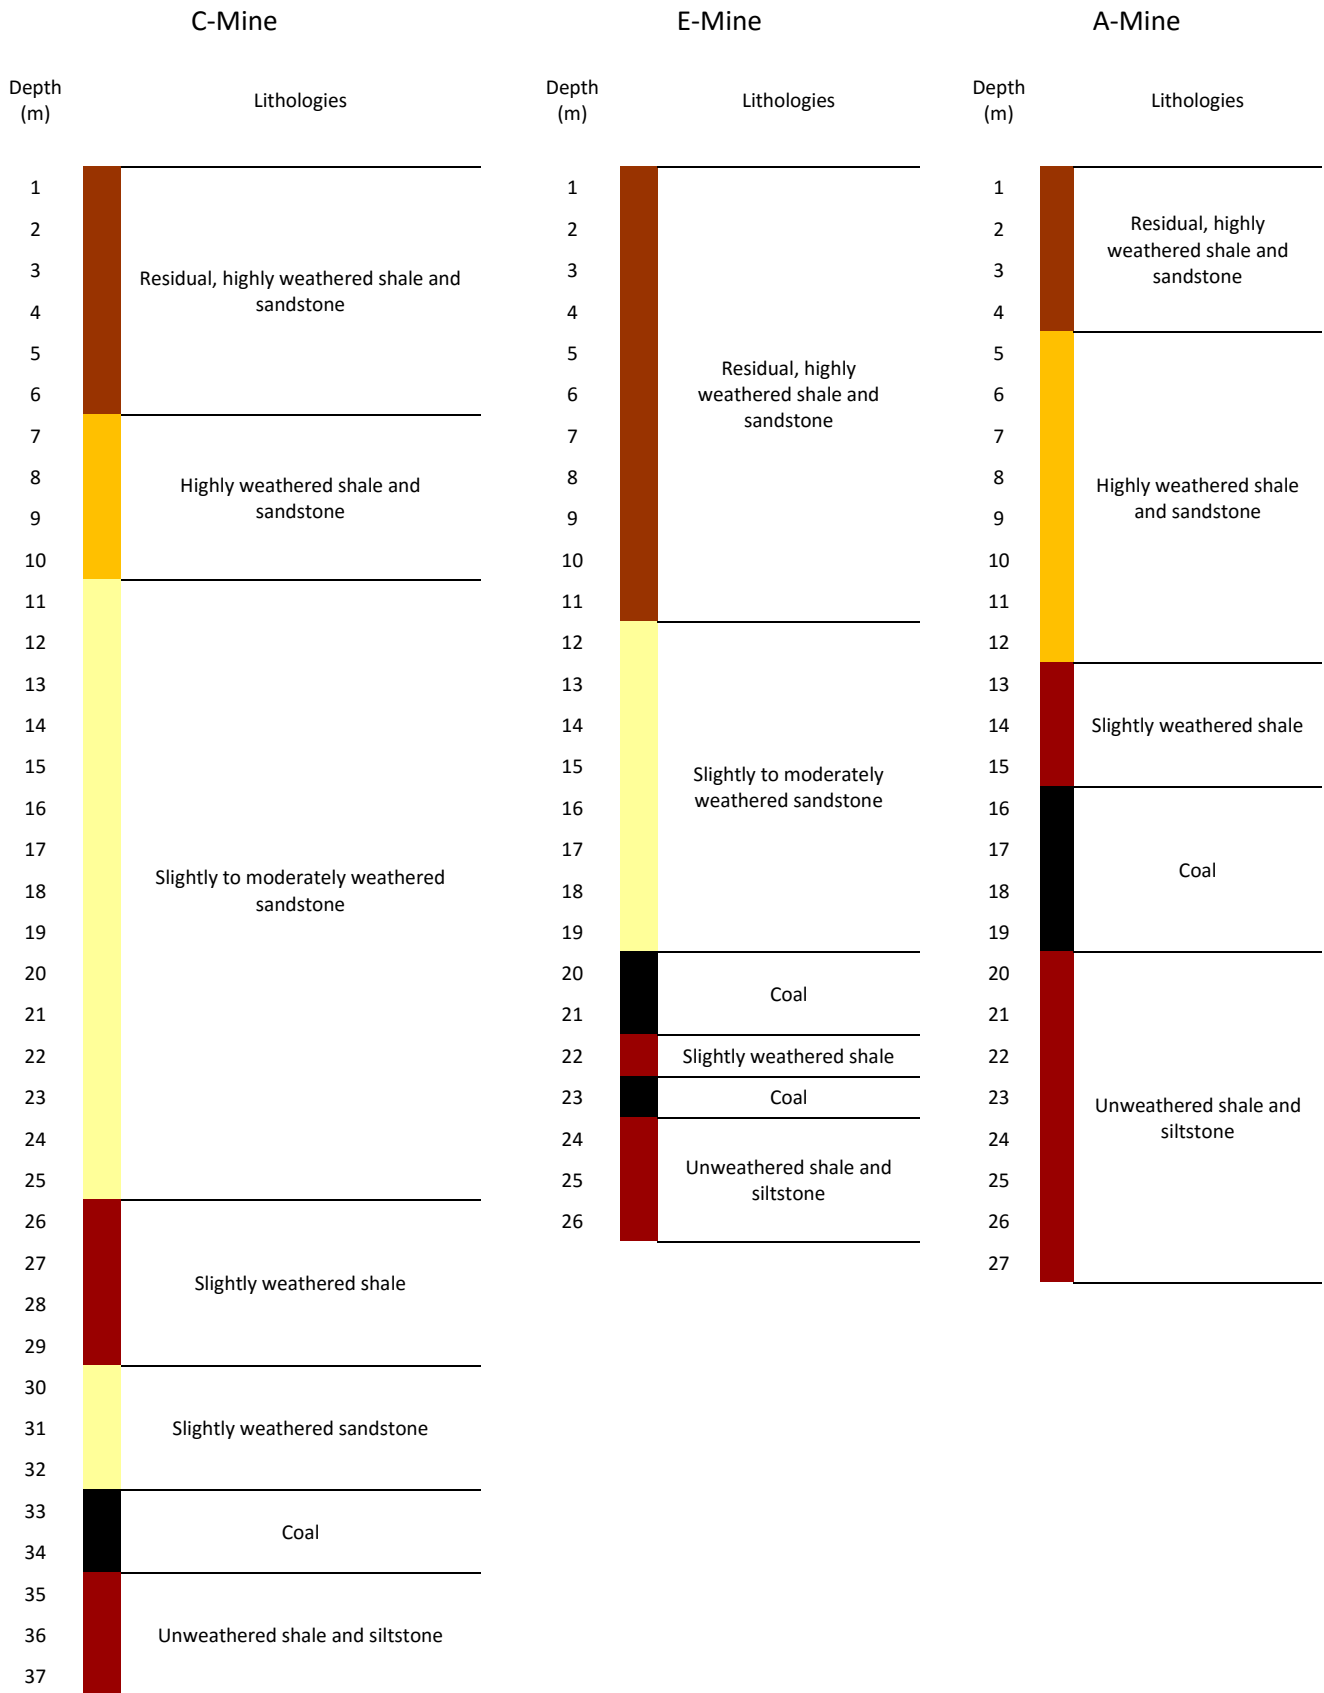 C-Mine
E-Mine
A-Mine
Depth
(m)
Lithologies
Depth
(m)
Lithologies
Depth
(m)
Lithologies
1
2
3
4
5
6
7
8
9
10
11
12
13
14
15
16
17
18
19
20
21
22
23
24
25
26
27
28
29
30
31
32
33
34
35
36
37
Residual, highly weathered shale and
sandstone
Highly weathered shale and
sandstone
Slightly to moderately weathered
sandstone
Slightly weathered shale
Slightly weathered sandstone
Coal
Unweathered shale and siltstone
1
2
3
4
5
6
7
8
9
10
11
12
13
14
15
16
17
18
19
20
21
22
23
24
25
26
Residual, highly
weathered shale and
sandstone
Slightly to moderately
weathered sandstone
Coal
Slightly weathered shale
Coal
Unweathered shale and
siltstone
1
2
3
4
5
6
7
8
9
10
11
12
13
14
15
16
17
18
19
20
21
22
23
24
25
26
27
Residual, highly
weathered shale and
sandstone
Highly weathered shale
and sandstone
Slightly weathered shale
Coal
Unweathered shale and
siltstone